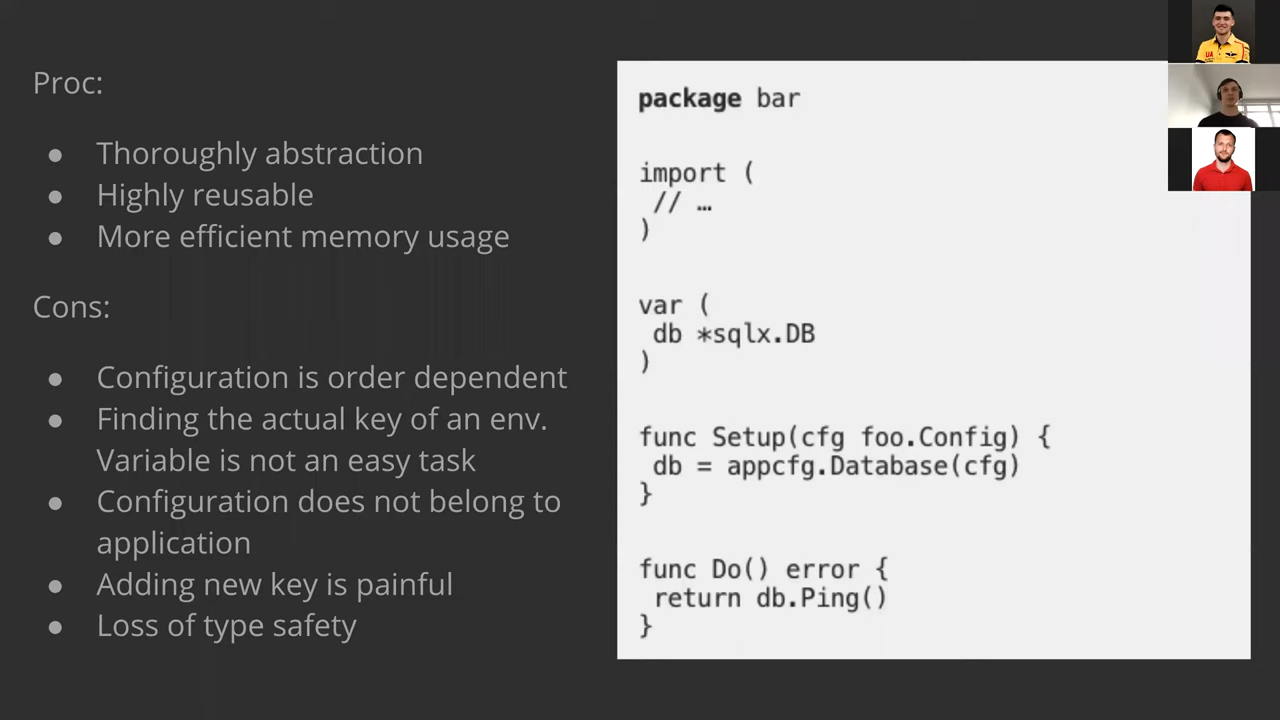 Proc:
● Thoroughly abstraction
● Highly reusable
● More efficient memory usage
Cons:
● Configuration is order dependent
● Finding the actual key of an env.
Variable is not an easy task
● Configuration does not belong to
application
● Adding new key is painful
● Loss of type safety
package bar
import (
// …
)
var (
db *sqlx.DB
)
func Setup(cfg foo.Config) {
db = appcfg.Database(cfg)
}
func Do() error {
return db.Ping()
}
UA